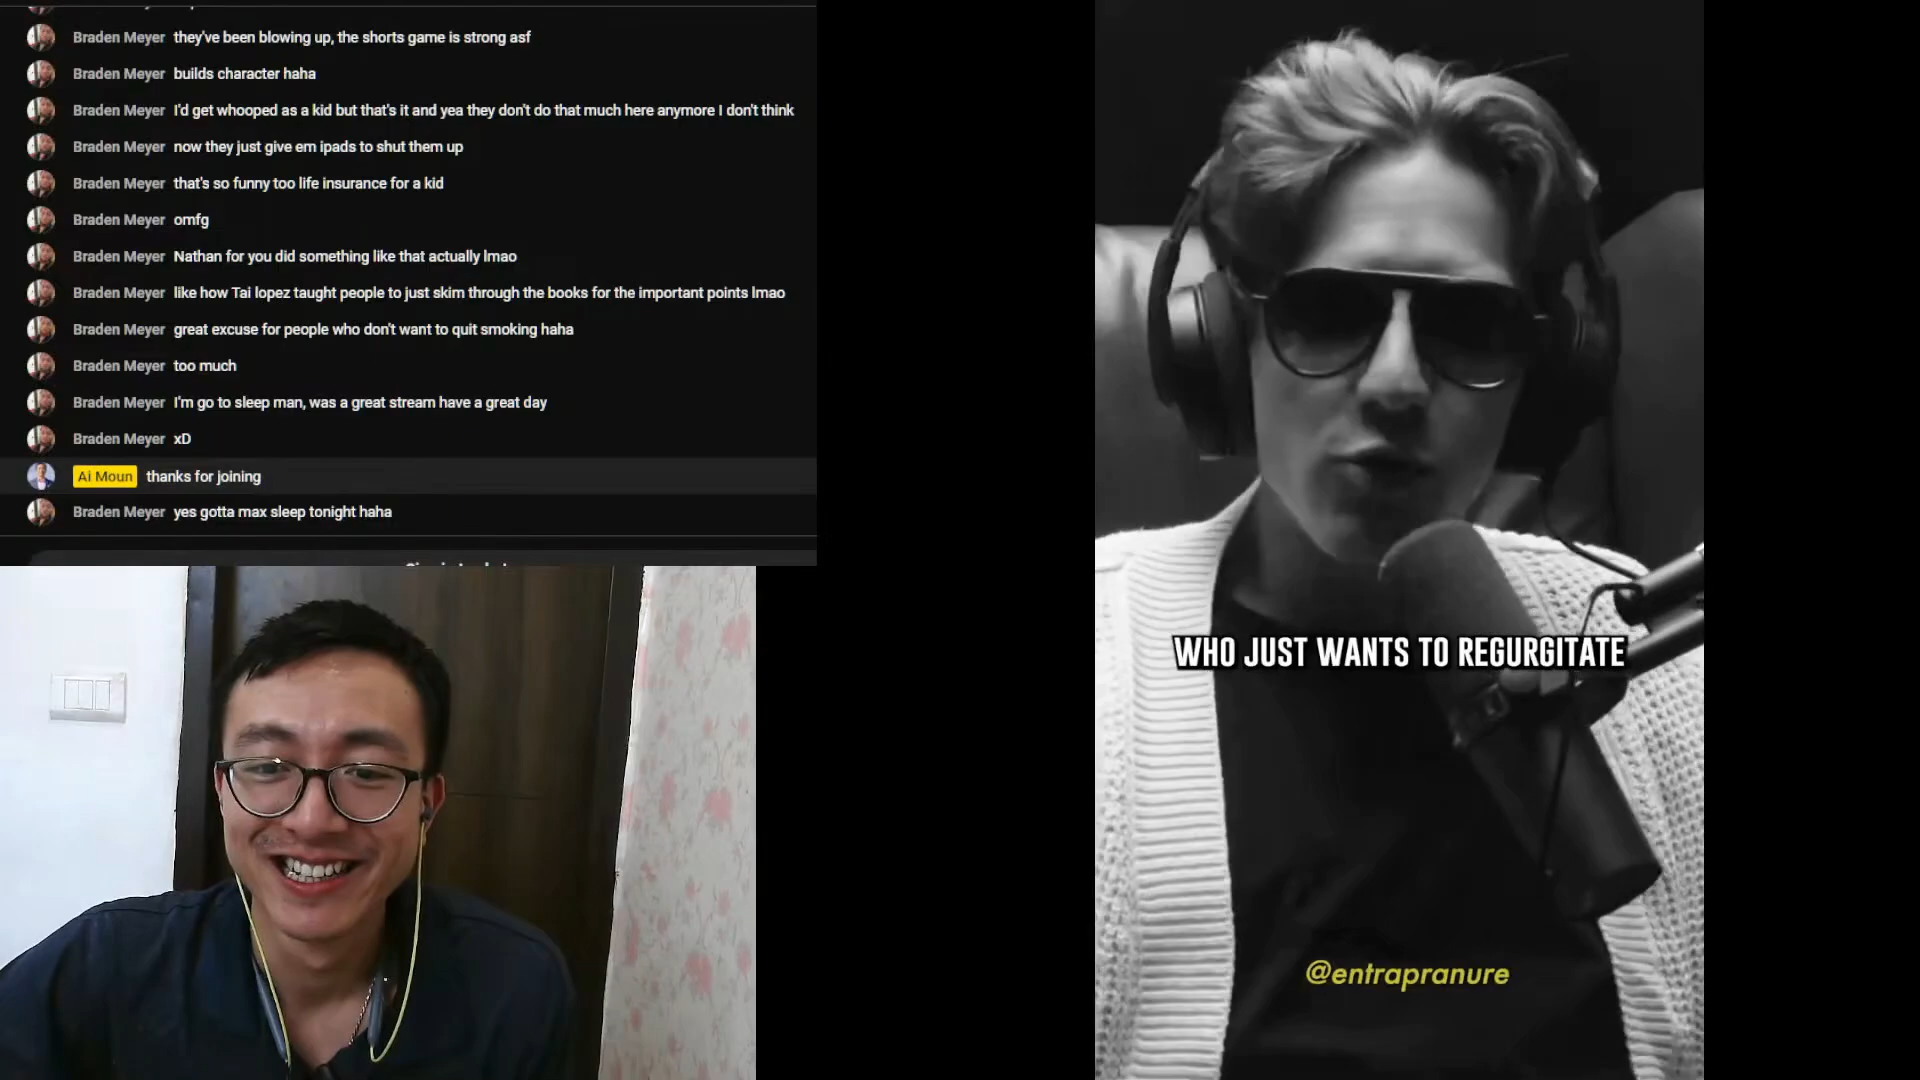 Braden Meyer they've been blowing up, the shorts game is strong asf
Braden Meyer builds character haha
Braden Meyer I'd get whooped as a kid but that's it and yea they don't do that much here anymore I don't think
Braden Meyer now they just give em ipads to shut them up
Braden Meyer that's so funny too life insurance for a kid
Braden Meyer omfg
Braden Meyer Nathan for you did something like that actually lmao
Braden Meyer like how Tai lopez taught people to just skim through the books for the important points lmao
Braden Meyer great excuse for people who don't want to quit smoking haha
Braden Meyer too much
Braden Meyer I'm go to sleep man, was a great stream have a great day
Braden Meyer xD
Ai Moun thanks for joining
Braden Meyer yes gotta max sleep tonight haha
WHO JUST WANTS TO REGURGITATE
@entrapranure